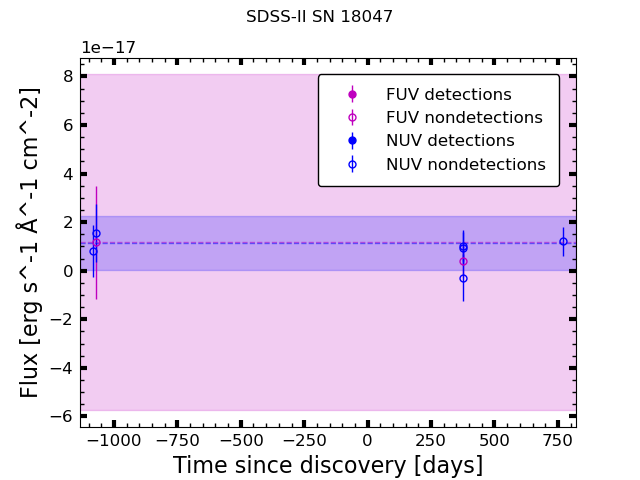 SDSS-II SN 18047
1e−17
FUV detections
FUV nondetections
NUV detections
NUV nondetections
8
6
4
2
0
−2
−4
−6
Flux [erg s^-1 Å^-1 cm^-2]
−1000 −750 −500 −250 0 250 500 750
Time since discovery [days]